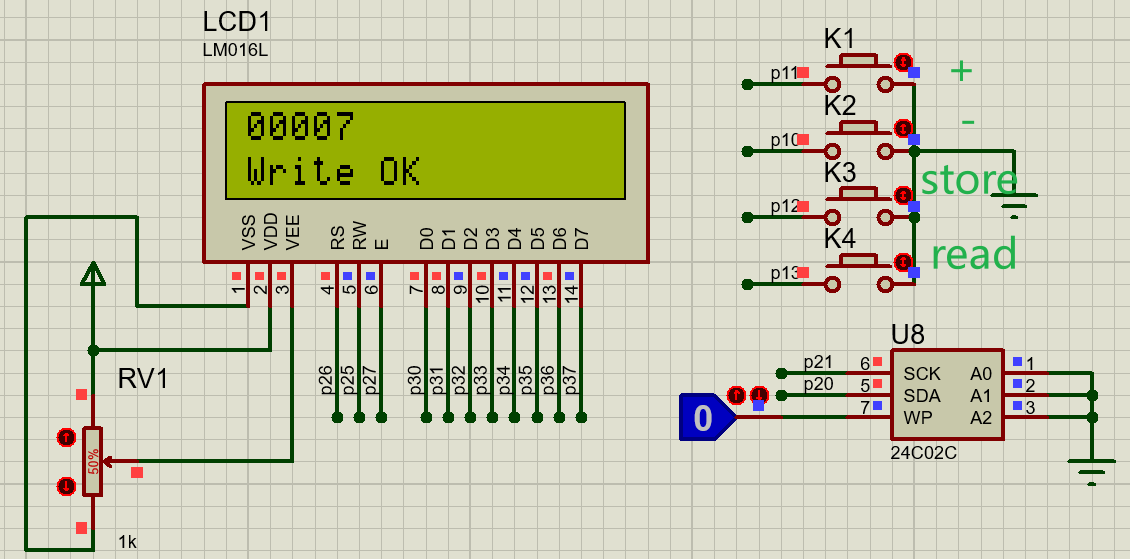 LCD1
LM016L
00007
Write OK
VSS VDD VEE RS RW E D0 D1 D2 D3 D4 D5 D6 D7
1 2 3 4 5 6 7 8 9 10 11 12 13 14
p26 p25 p27 p30 p31 p32 p33 p34 p35 p36 p37
RV1
50%
1k
K1
p11
+
K2
p10
-
K3
p12
store
K4
p13
read
U8
p21 6 SCK A0 1
p20 5 SDA A1 2
0 7 WP A2 3
24C02C